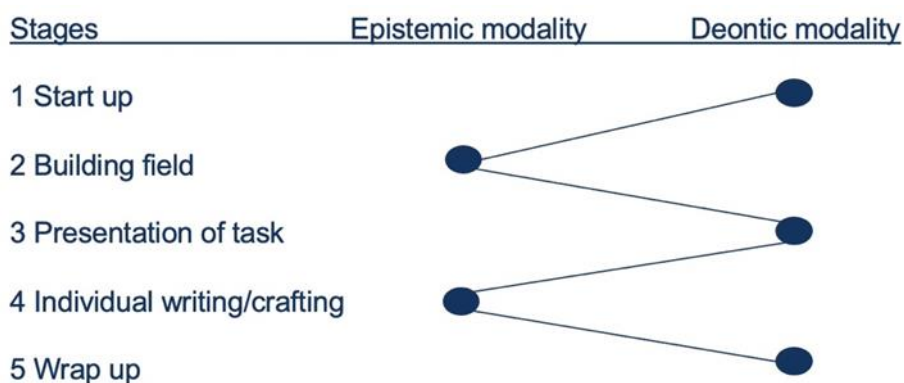 Stages Epistemic modality Deontic modality
1 Start up
2 Building field
3 Presentation of task
4 Individual writing/crafting
5 Wrap up